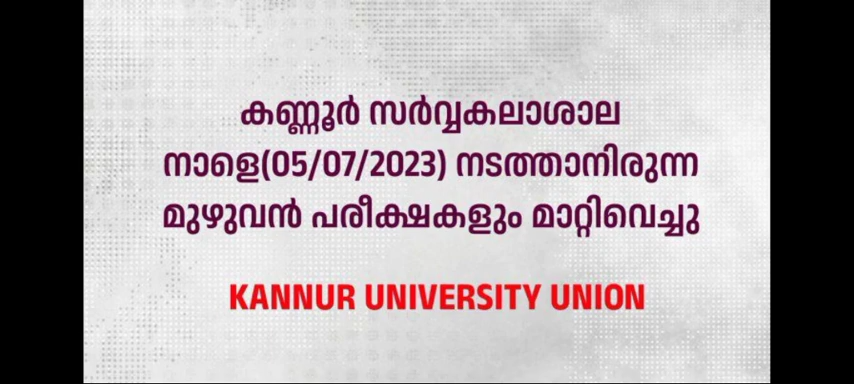 കണ്ണൂർ സർവ്വകലാശാല
നാളെ(05/07/2023) നടത്താനിരുന്ന
മുഴുവൻ പരീക്ഷകളും മാറ്റിവെച്ചു
KANNUR UNIVERSITY UNION